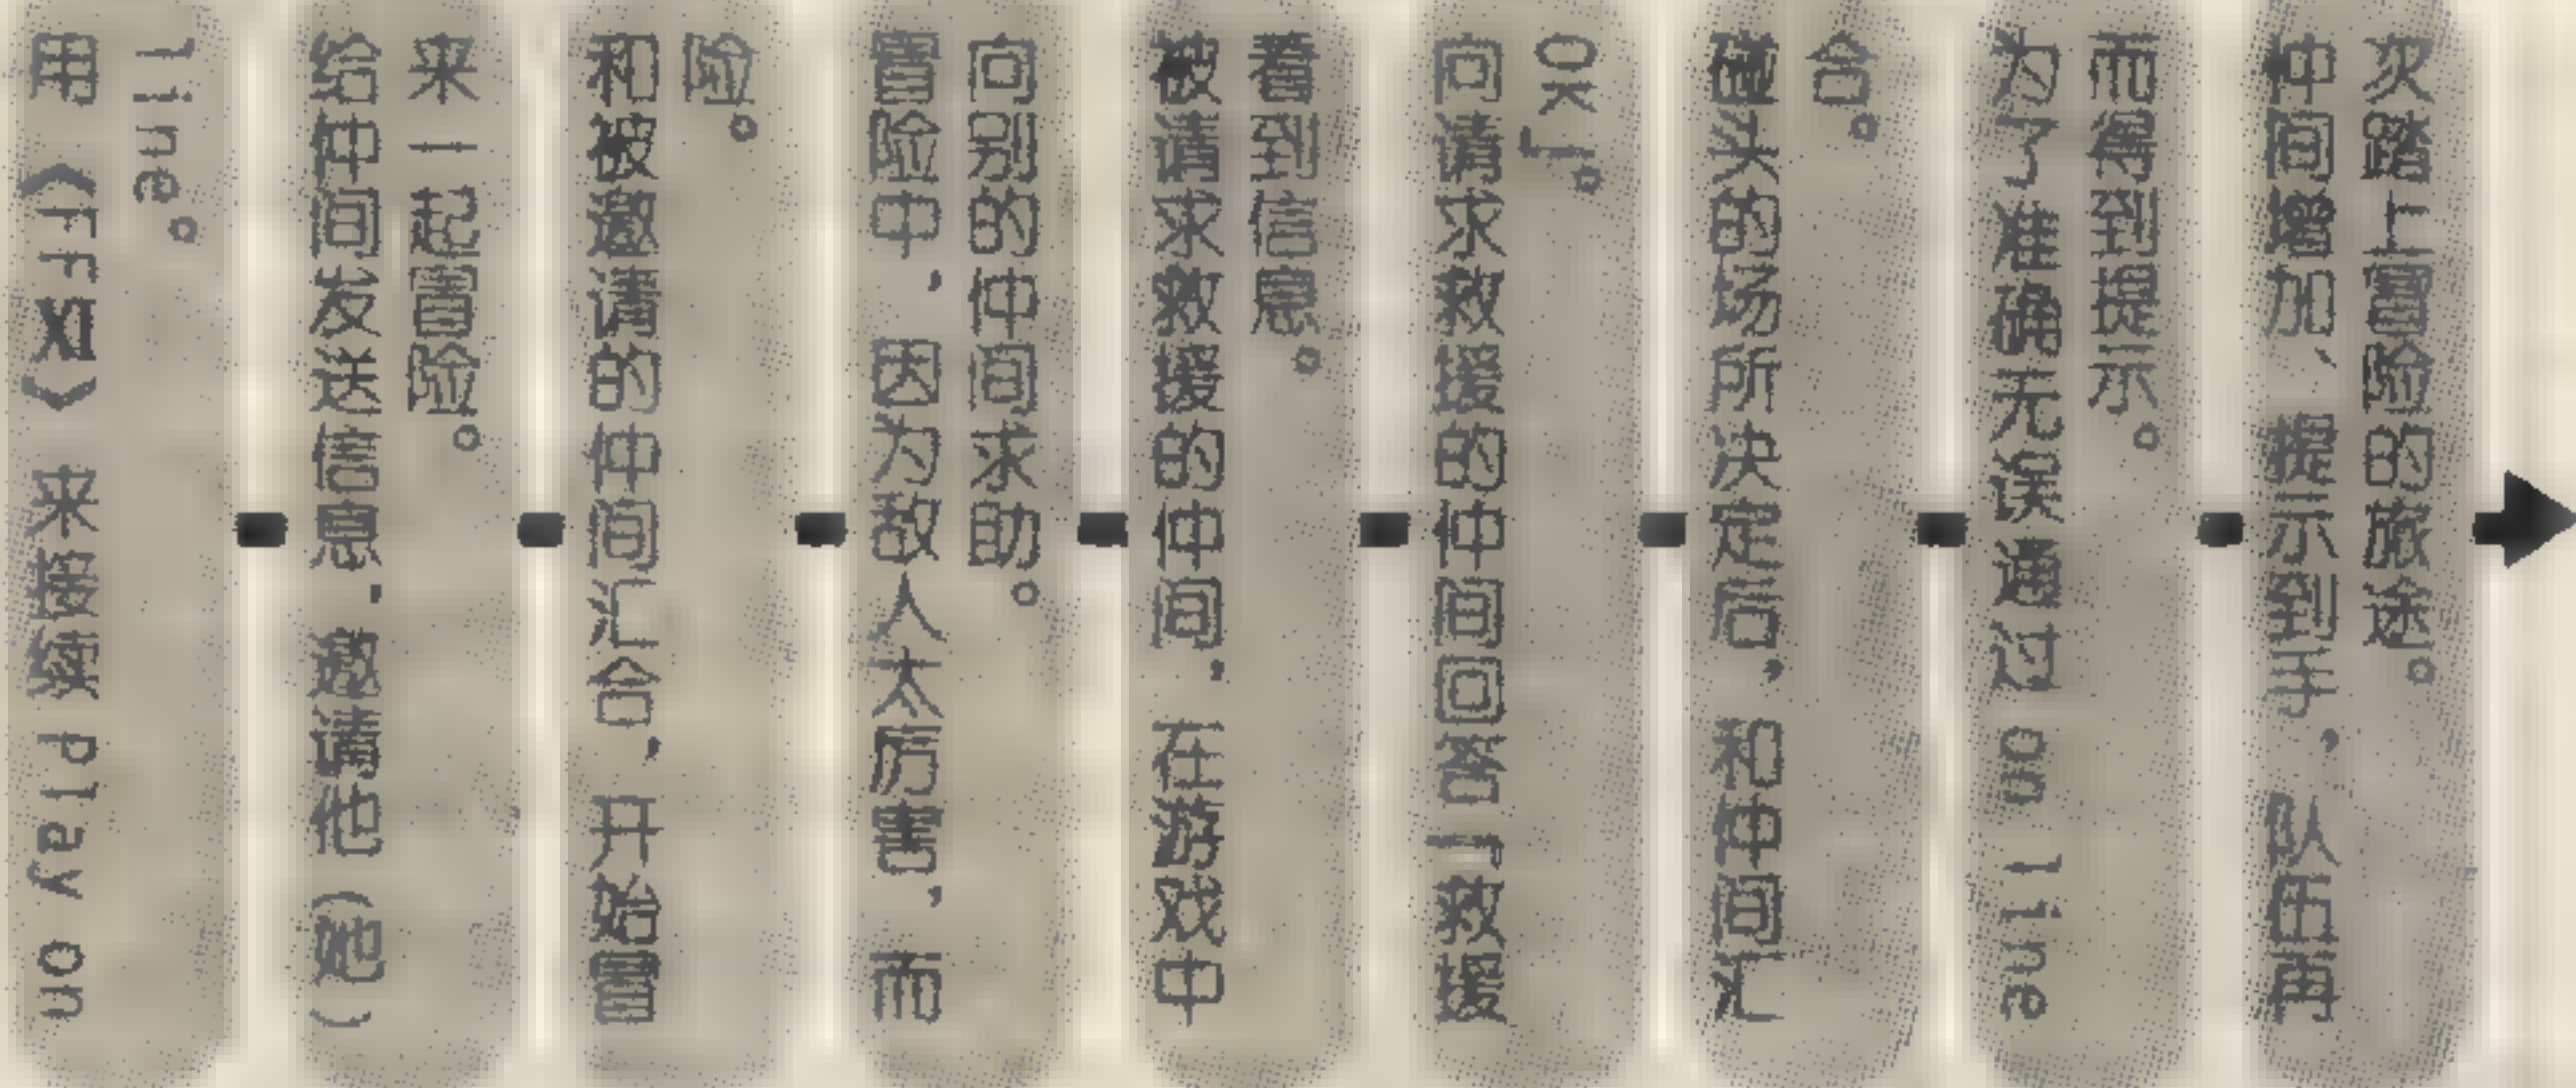 用《FFⅪ》来接续 Play on
line。
给仲间发送信息，邀请他（她）
来一起冒险。
和被邀请的仲间汇合，开始冒
险。
冒险中，因为敌人太厉害，而
向别的仲间求助。
被请求救援的仲间，在游戏中
看到信息。
向请求救援的仲间回答「救援
OK」。
碰头的场所决定后，和仲间汇
合。
为了准确无误通过 on line
而得到提示。
仲间增加、提示到手，队伍再
次踏上冒险的旅途。